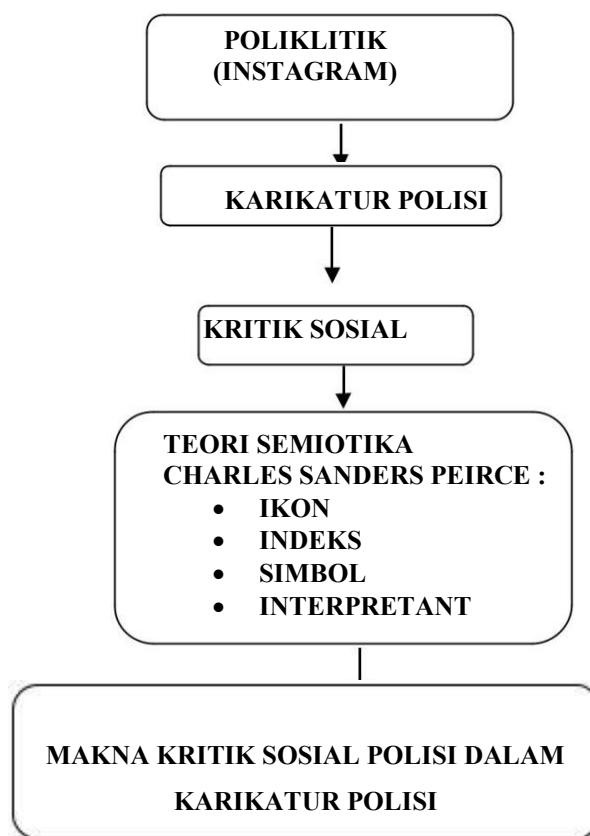 POLIKLITIK
(INSTAGRAM)
KARIKATUR POLISI
KRITIK SOSIAL
TEORI SEMIOTIKA
CHARLES SANDERS PEIRCE :
• IKON
• INDEKS
• SIMBOL
• INTERPRETANT
MAKNA KRITIK SOSIAL POLISI DALAM
KARIKATUR POLISI